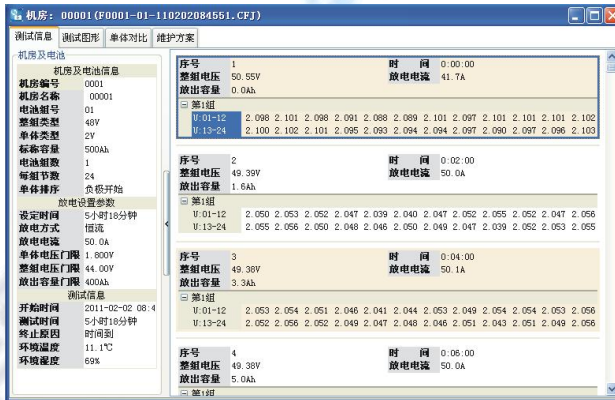 机房: 00001(F0001-01-110202084551.CFJ)
测试信息 测试图形 单体对比 维护方案
机房及电池
机房及电池信息
机房编号 0001
机房名称 00001
电池组号 01
整组类型 48V
单体类型 2V
标称容量 500Ah
电池组数 1
每组节数 24
单体排序 负极开始
放电设置参数
设定时间 5小时18分钟
放电方式 恒流
放电电流 50.0A
单体电压门限 1.800V
整组电压门限 44.00V
放出容量门限 400Ah
测试信息
开始时间 2011-02-02 08:4
测试时间 5小时18分钟
终止原因 时间到
环境温度 11.1℃
环境湿度 69%
序号 1 时 间 0:00:00
整组电压 50.55V 放电电流 41.7A
放出容量 0.0Ah
第1组
U:01-12 2.098 2.101 2.098 2.091 2.088 2.089 2.101 2.097 2.101 2.101 2.101 2.102
U:13-24 2.100 2.102 2.101 2.095 2.093 2.094 2.094 2.097 2.090 2.097 2.096 2.103
序号 2 时 间 0:02:00
整组电压 49.39V 放电电流 50.0A
放出容量 1.6Ah
第1组
U:01-12 2.050 2.053 2.052 2.047 2.039 2.040 2.047 2.052 2.055 2.052 2.047 2.056
U:13-24 2.055 2.056 2.050 2.048 2.046 2.050 2.049 2.047 2.039 2.052 2.053 2.055
序号 3 时 间 0:04:00
整组电压 49.38V 放电电流 50.1A
放出容量 3.3Ah
第1组
U:01-12 2.053 2.054 2.051 2.046 2.041 2.044 2.053 2.049 2.054 2.054 2.053 2.056
U:13-24 2.052 2.056 2.052 2.049 2.047 2.048 2.046 2.051 2.043 2.051 2.049 2.056
序号 4 时 间 0:06:00
整组电压 49.38V 放电电流 50.0A
放出容量 5.0Ah
第1组